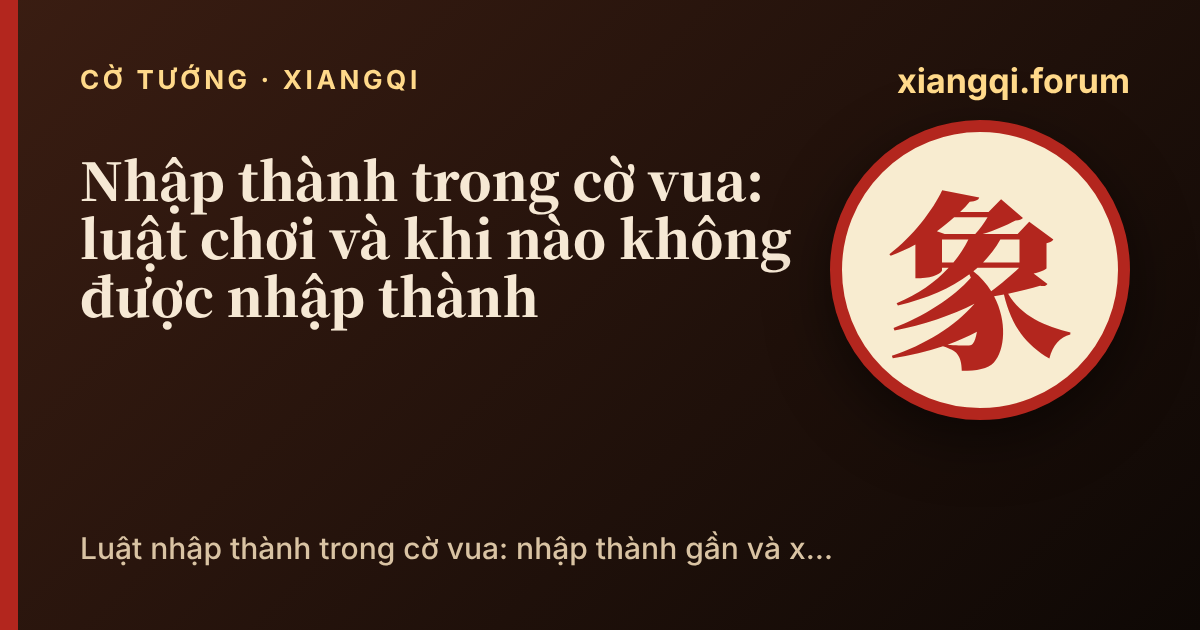 CỜ TƯỚNG · XIANGQI
xiangqi.forum
Nhập thành trong cờ vua:
luật chơi và khi nào không
được nhập thành
象
Luật nhập thành trong cờ vua: nhập thành gần và x...